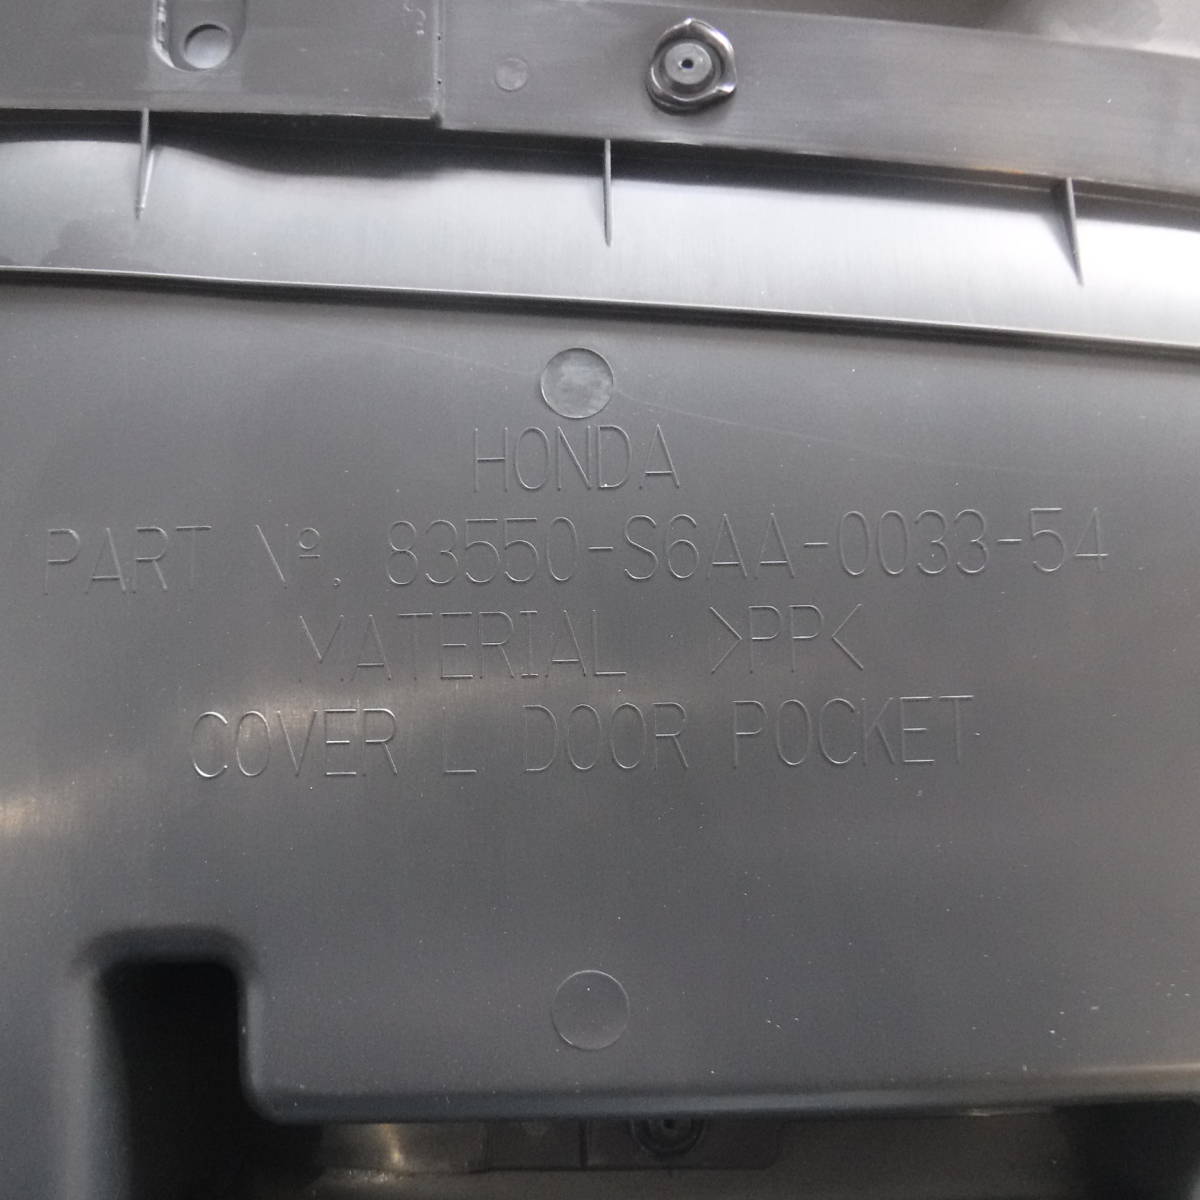 HONDA
PART Nº. 83550-S6AA-0033-54
MATERIAL >PP<
COVER L DOOR POCKET